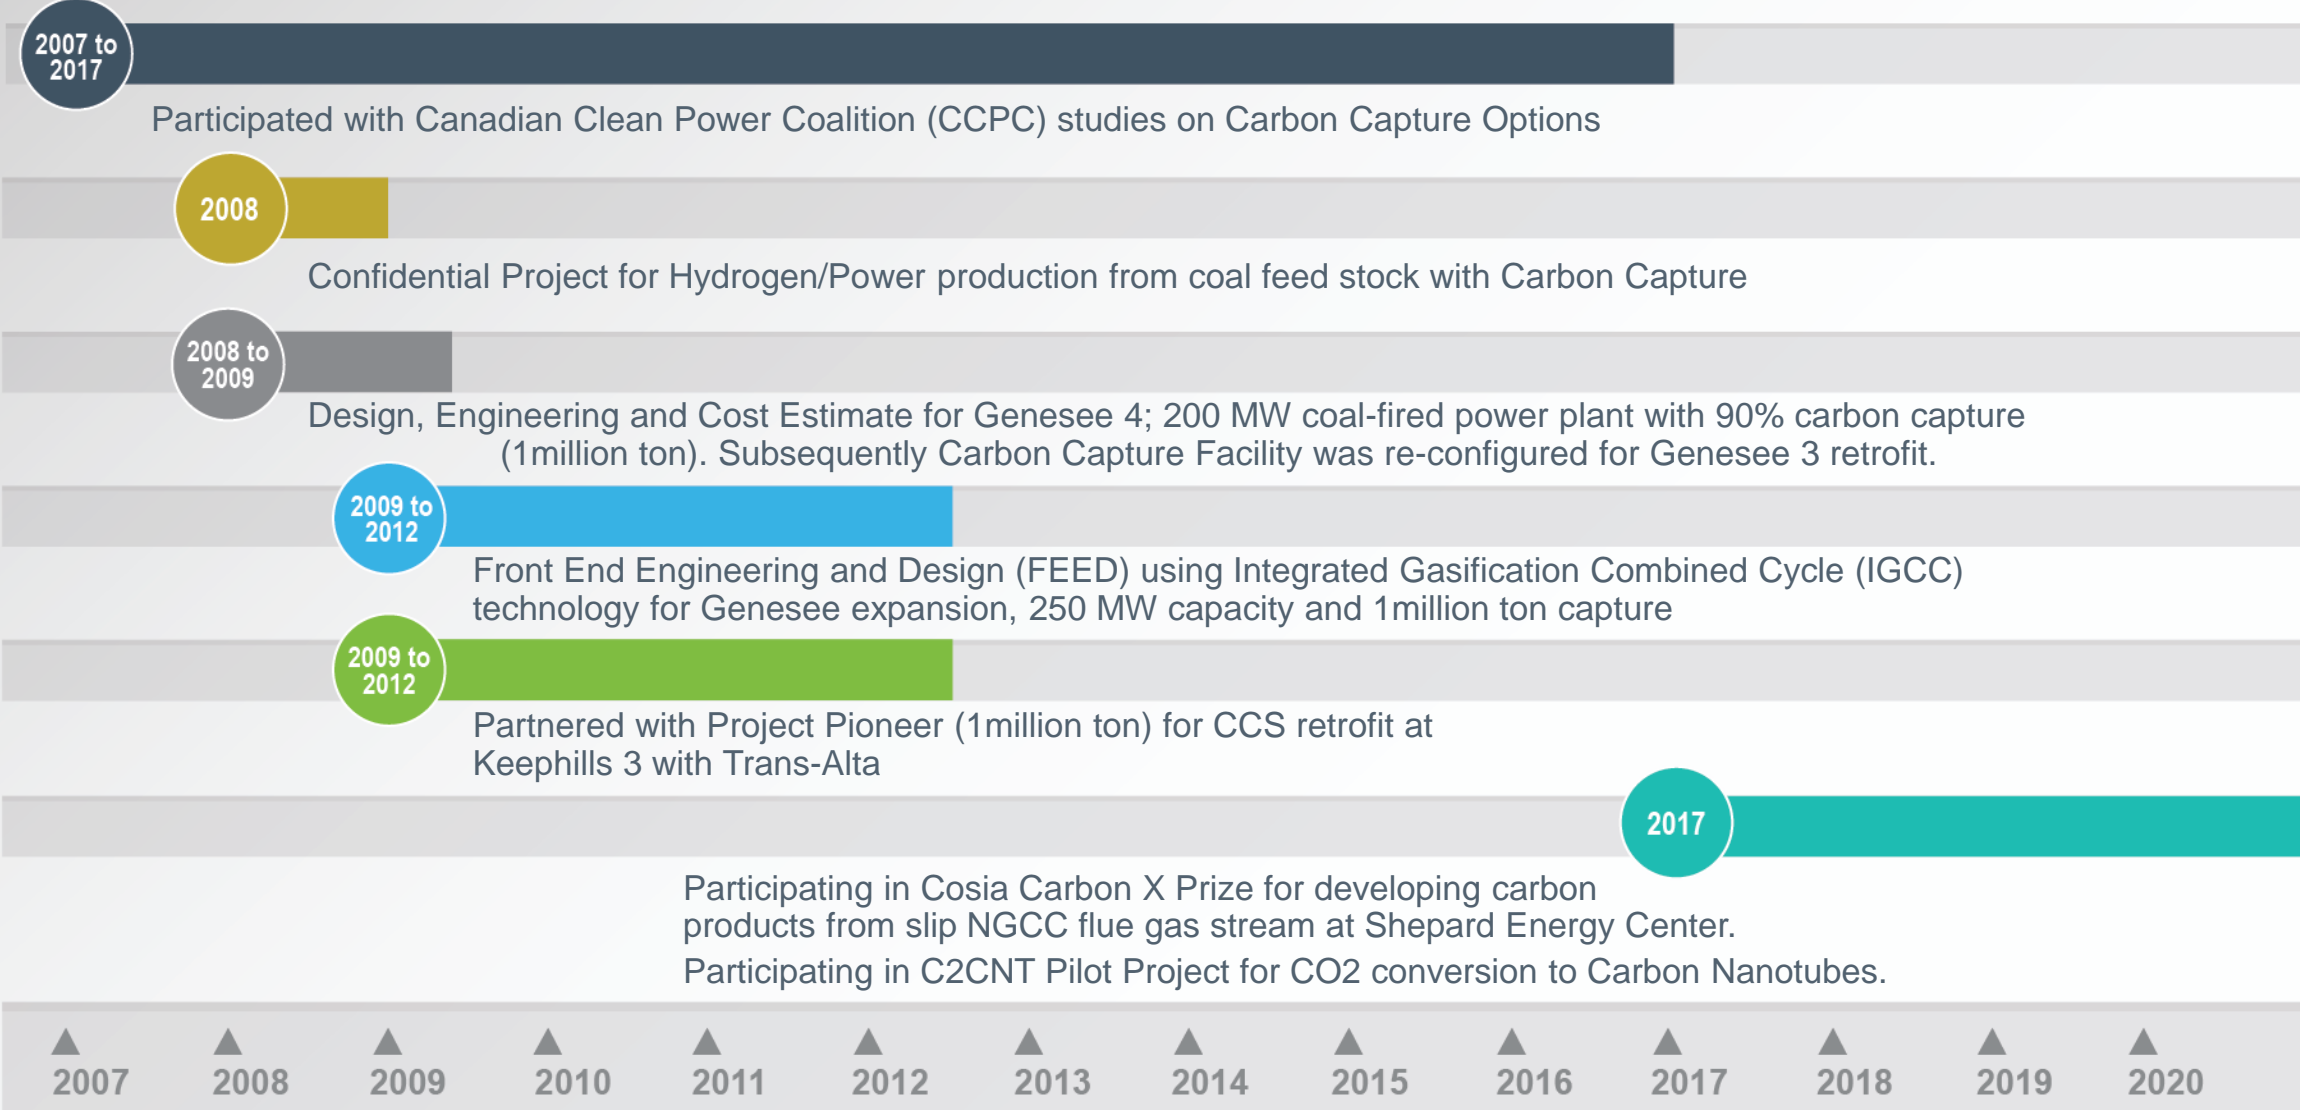 2007 to
2017
Participated with Canadian Clean Power Coalition (CCPC) studies on Carbon Capture Options
2008
Confidential Project for Hydrogen/Power production from coal feed stock with Carbon Capture
2008 to
2009
Design, Engineering and Cost Estimate for Genesee 4; 200 MW coal-fired power plant with 90% carbon capture
(1million ton). Subsequently Carbon Capture Facility was re-configured for Genesee 3 retrofit.
2009 to
2012
Front End Engineering and Design (FEED) using Integrated Gasification Combined Cycle (IGCC)
technology for Genesee expansion, 250 MW capacity and 1million ton capture
2009 to
2012
Partnered with Project Pioneer (1million ton) for CCS retrofit at
Keephills 3 with Trans-Alta
2017
Participating in Cosia Carbon X Prize for developing carbon
products from slip NGCC flue gas stream at Shepard Energy Center.
Participating in C2CNT Pilot Project for CO2 conversion to Carbon Nanotubes.
2007 2008 2009 2010 2011 2012 2013 2014 2015 2016 2017 2018 2019 2020